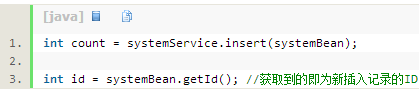 [java]
1. int count = systemService.insert(systemBean);
2.
3. int id = systemBean.getId(); //获取到的即为新插入记录的ID